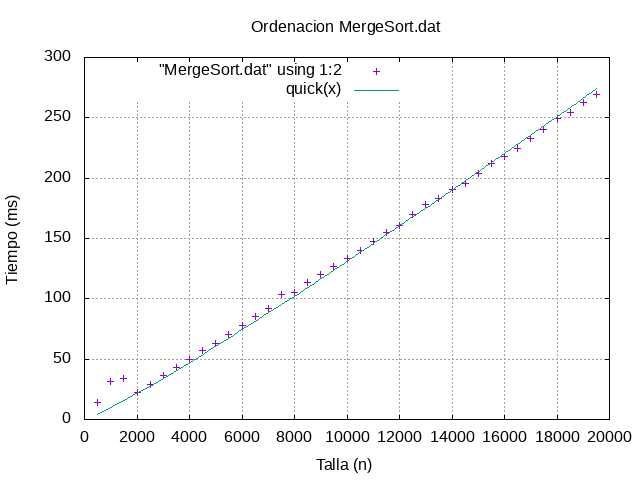 Ordenacion MergeSort.dat
300
"MergeSort.dat" using 1:2
quick(x)
250
200
150
100
50
0
0 2000 4000 6000 8000 10000 12000 14000 16000 18000 20000
Tiempo (ms)
Talla (n)